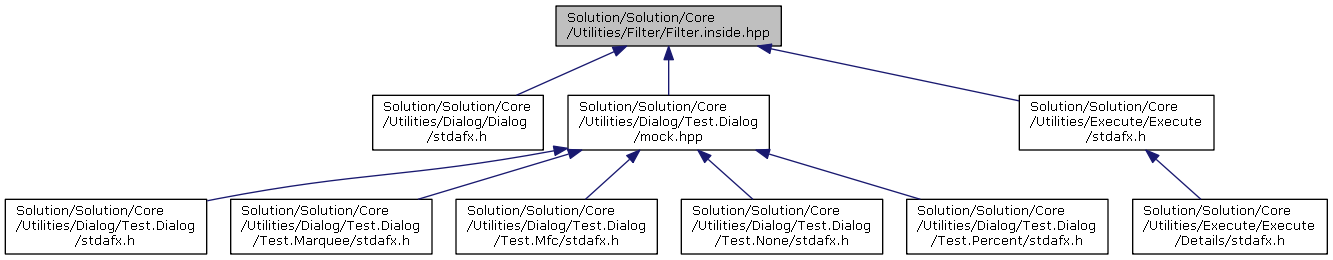 Solution/Solution/Core
/Utilities/Filter/Filter.inside.hpp
Solution/Solution/Core
/Utilities/Dialog/Dialog
/stdafx.h
Solution/Solution/Core
/Utilities/Dialog/Test.Dialog
/mock.hpp
Solution/Solution/Core
/Utilities/Execute/Execute
/stdafx.h
Solution/Solution/Core
/Utilities/Dialog/Test.Dialog
/stdafx.h
Solution/Solution/Core
/Utilities/Dialog/Test.Dialog
/Test.Marquee/stdafx.h
Solution/Solution/Core
/Utilities/Dialog/Test.Dialog
/Test.Mfc/stdafx.h
Solution/Solution/Core
/Utilities/Dialog/Test.Dialog
/Test.None/stdafx.h
Solution/Solution/Core
/Utilities/Dialog/Test.Dialog
/Test.Percent/stdafx.h
Solution/Solution/Core
/Utilities/Execute/Execute
/Details/stdafx.h